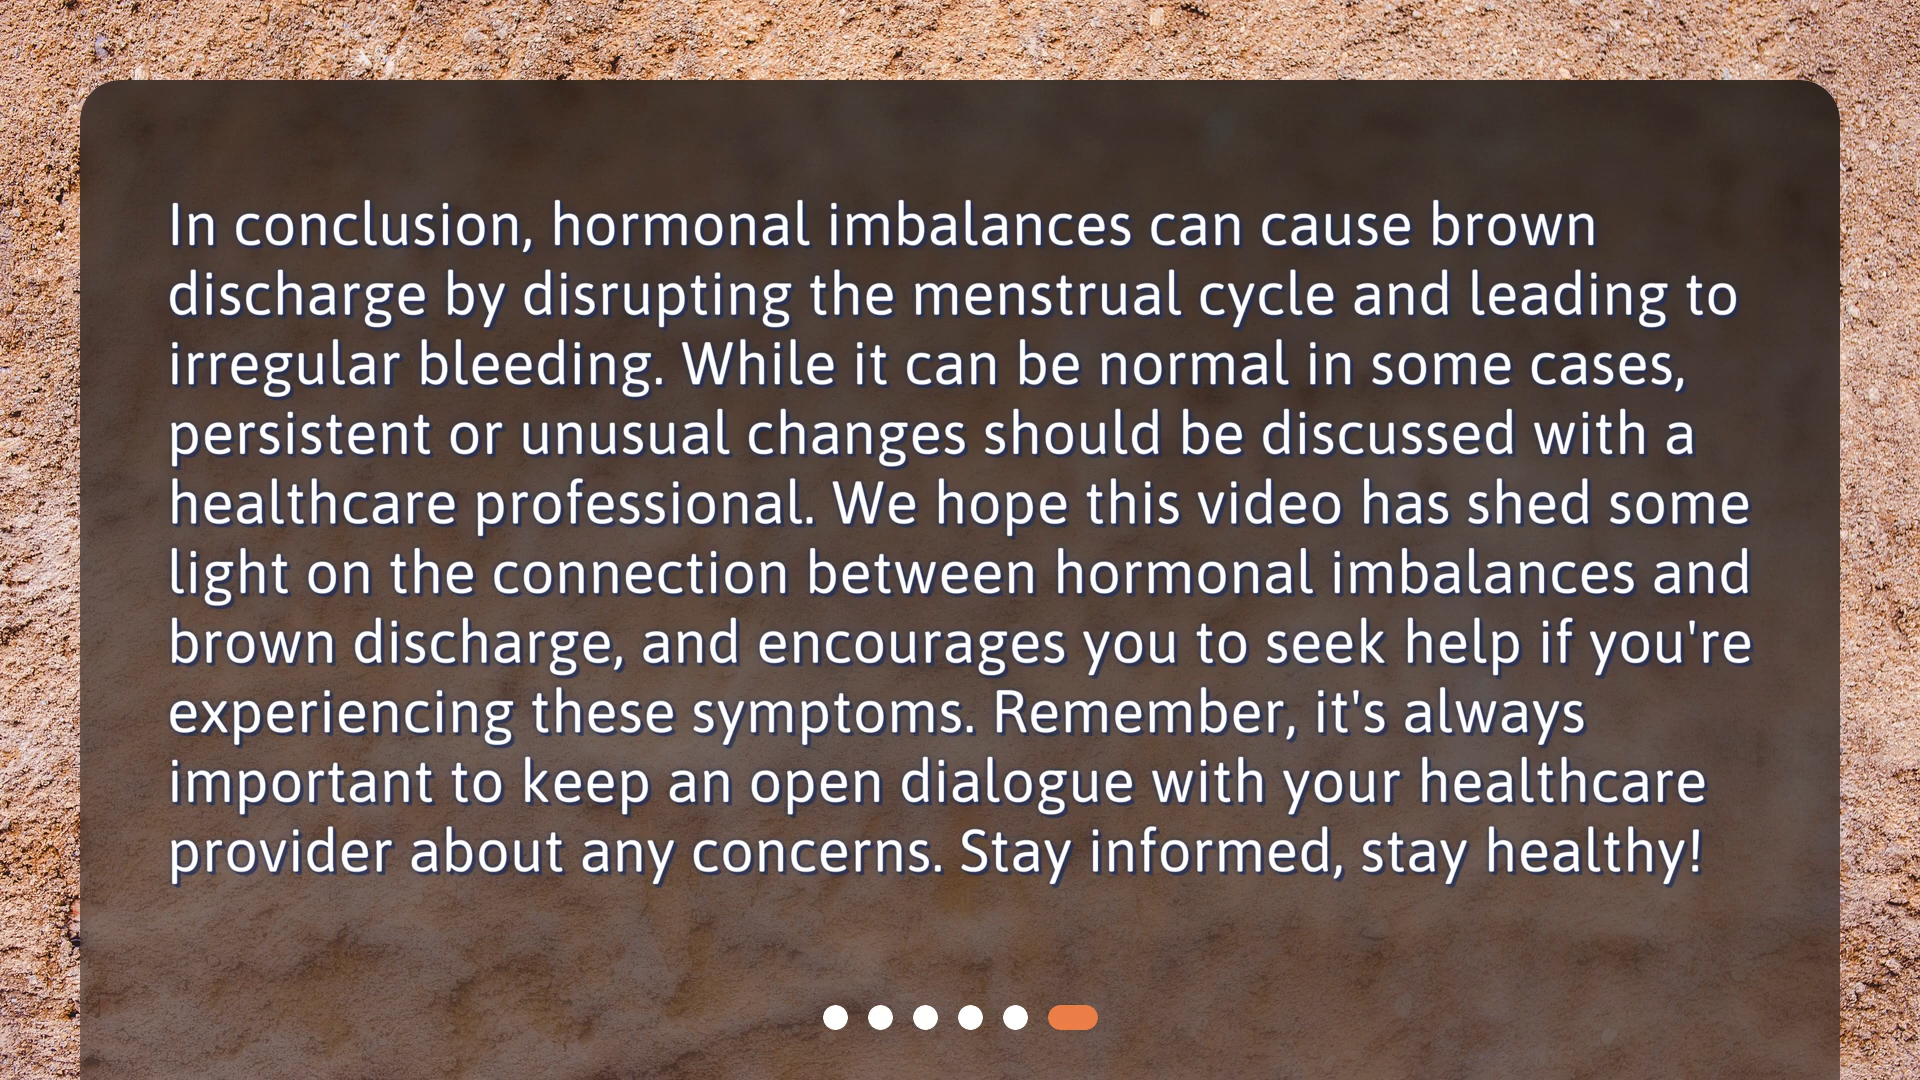 In conclusion, hormonal imbalances can cause brown
discharge by disrupting the menstrual cycle and leading to
irregular bleeding. While it can be normal in some cases,
persistent or unusual changes should be discussed with a
healthcare professional. We hope this video has shed some
light on the connection between hormonal imbalances and
brown discharge, and encourages you to seek help if you're
experiencing these symptoms. Remember, it's always
important to keep an open dialogue with your healthcare
provider about any concerns. Stay informed, stay healthy!